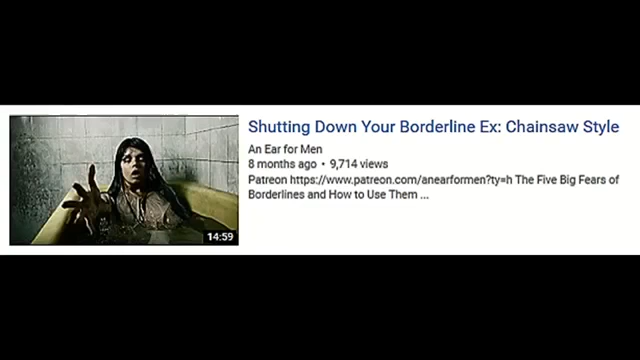 Shutting Down Your Borderline Ex: Chainsaw Style
An Ear for Men
8 months ago • 9,714 views
Patreon https://www.patreon.com/anearformen?ty=h The Five Big Fears of
Borderlines and How to Use Them ...
14:59